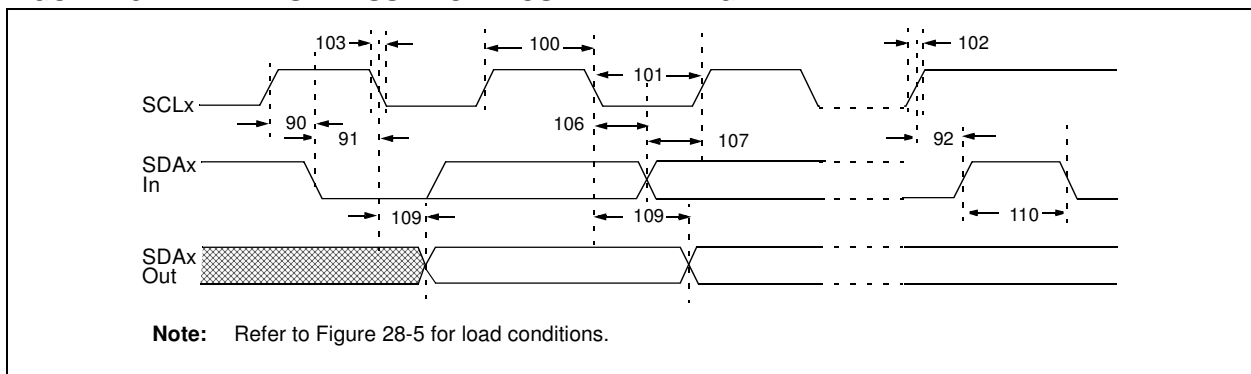 103
100
102
101
SCLx
90
91
106
107
92
SDAx
In
109
109
110
SDAx
Out
Note: Refer to Figure 28-5 for load conditions.